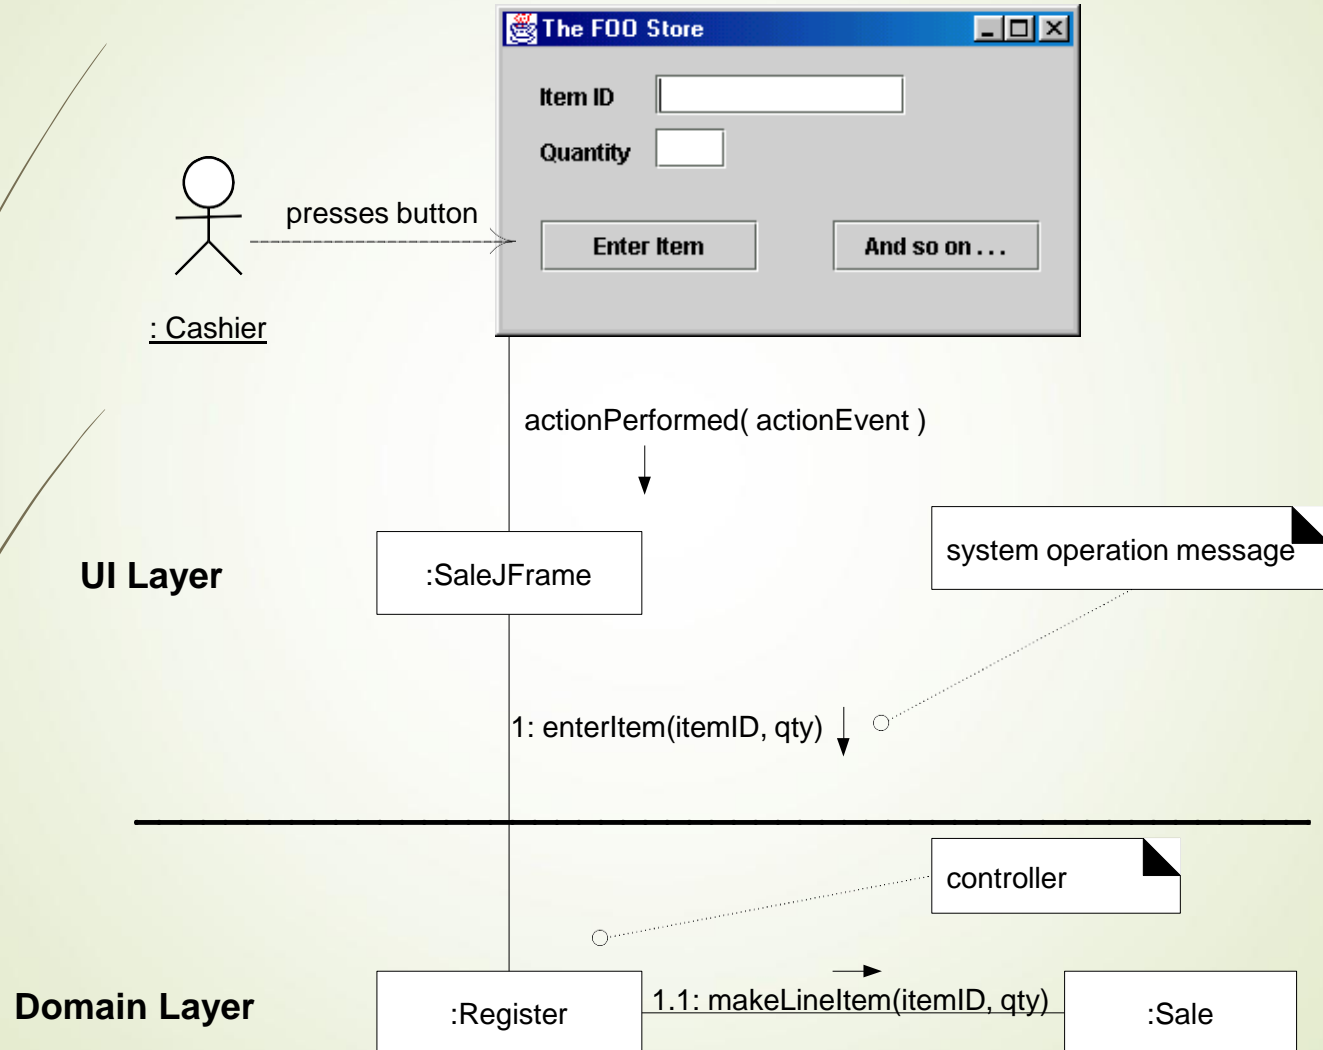 The FOO Store
Item ID
Quantity
presses button
Enter Item
And so on . . .
: Cashier
actionPerformed( actionEvent )
system operation message
UI Layer
:SaleJFrame
1: enterItem(itemID, qty)
controller
Domain Layer
:Register
1.1: makeLineItem(itemID, qty)
:Sale